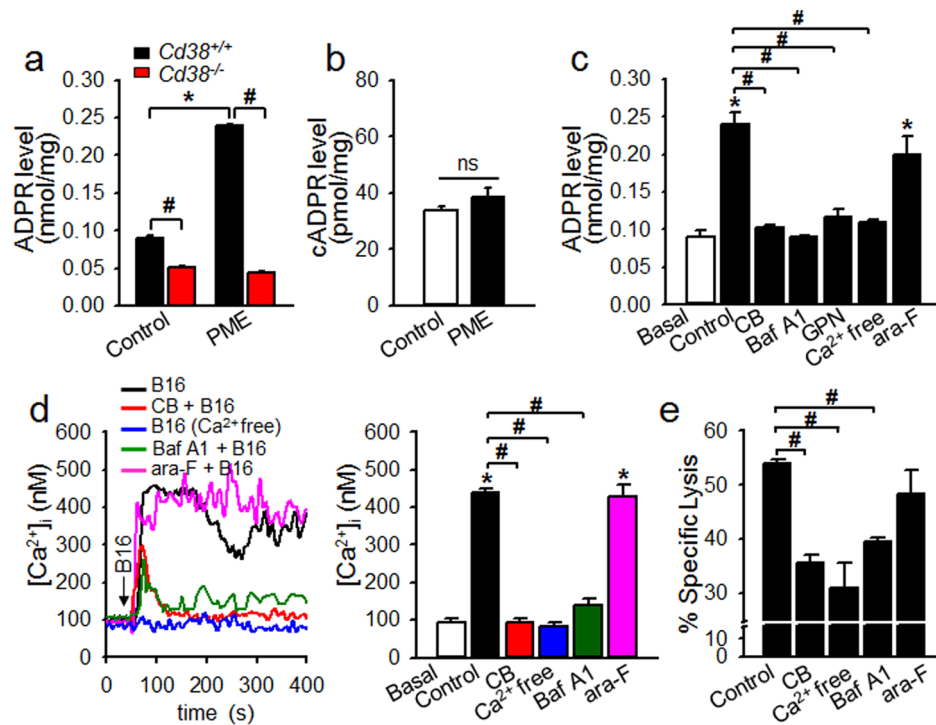 a
Cd38+/+
Cd38-/-
ADPR level
(nmol/mg)
0.30
0.25
0.20
0.15
0.10
0.05
0.00
*
#
#
Control
PME
b
cADPR level
(pmol/mg)
80
60
40
20
0
ns
Control
PME
c
ADPR level
(nmol/mg)
0.30
0.25
0.20
0.15
0.10
0.05
0.00
#
#
#
#
*
*
Basal
Control
CB
Baf A1
GPN
Ca2+ free
ara-F
d
B16
CB + B16
B16 (Ca2+free)
Baf A1 + B16
ara-F + B16
[Ca2+]i (nM)
600
500
400
300
200
100
0
B16
0 100 200 300 400
time (s)
[Ca2+]i (nM)
600
500
400
300
200
100
0
#
#
#
*
*
Basal
Control
CB
Ca2+ free
Baf A1
ara-F
e
% Specific Lysis
60
50
40
30
10
0
#
#
#
Control
CB
Ca2+ free
Baf A1
ara-F